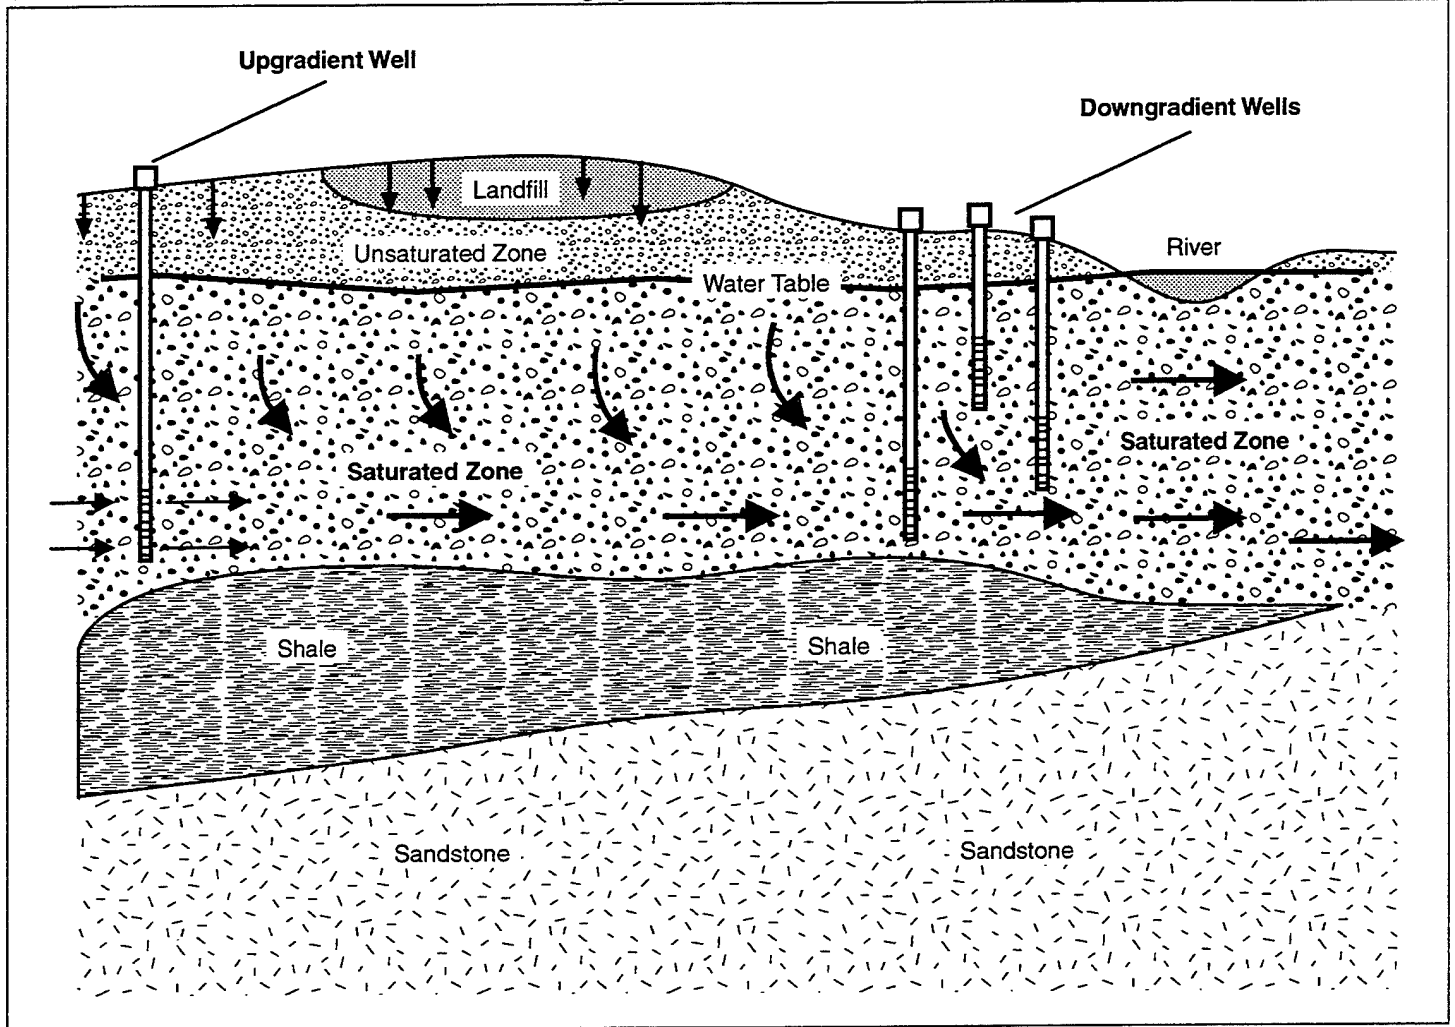 Upgradient Well
Downgradient Wells
Landfill
Unsaturated Zone
River
Water Table
Saturated Zone
Saturated Zone
Shale
Shale
Sandstone
Sandstone